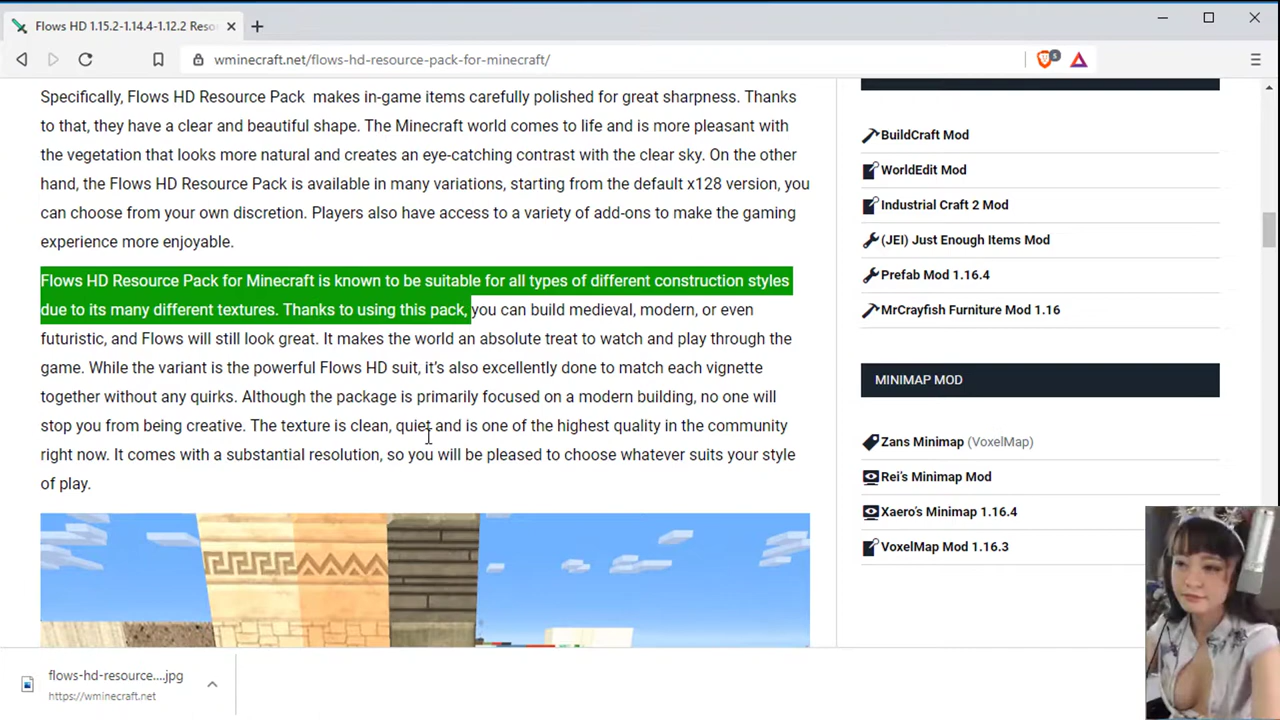 Flows HD 1.15.2-1.14.4-1.12.2 Reso
wminecraft.net/flows-hd-resource-pack-for-minecraft/
5
Specifically, Flows HD Resource Pack makes in-game items carefully polished for great sharpness. Thanks
to that, they have a clear and beautiful shape. The Minecraft world comes to life and is more pleasant with
the vegetation that looks more natural and creates an eye-catching contrast with the clear sky. On the other
hand, the Flows HD Resource Pack is available in many variations, starting from the default x128 version, you
can choose from your own discretion. Players also have access to a variety of add-ons to make the gaming
experience more enjoyable.
Flows HD Resource Pack for Minecraft is known to be suitable for all types of different construction styles
due to its many different textures. Thanks to using this pack, you can build medieval, modern, or even
futuristic, and Flows will still look great. It makes the world an absolute treat to watch and play through the
game. While the variant is the powerful Flows HD suit, it’s also excellently done to match each vignette
together without any quirks. Although the package is primarily focused on a modern building, no one will
stop you from being creative. The texture is clean, quiet and is one of the highest quality in the community
right now. It comes with a substantial resolution, so you will be pleased to choose whatever suits your style
of play.
BuildCraft Mod
WorldEdit Mod
Industrial Craft 2 Mod
(JEI) Just Enough Items Mod
Prefab Mod 1.16.4
MrCrayfish Furniture Mod 1.16
MINIMAP MOD
Zans Minimap (VoxelMap)
Rei’s Minimap Mod
Xaero’s Minimap 1.16.4
VoxelMap Mod 1.16.3
flows-hd-resource....jpg
https://wminecraft.net